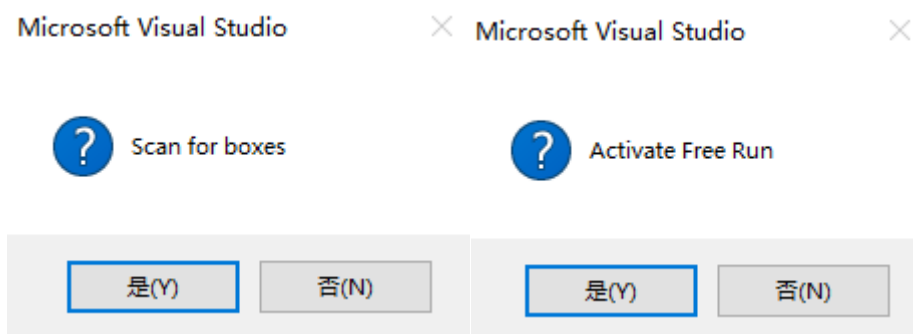 Microsoft Visual Studio
Scan for boxes
是(Y)
否(N)
Microsoft Visual Studio
Activate Free Run
是(Y)
否(N)